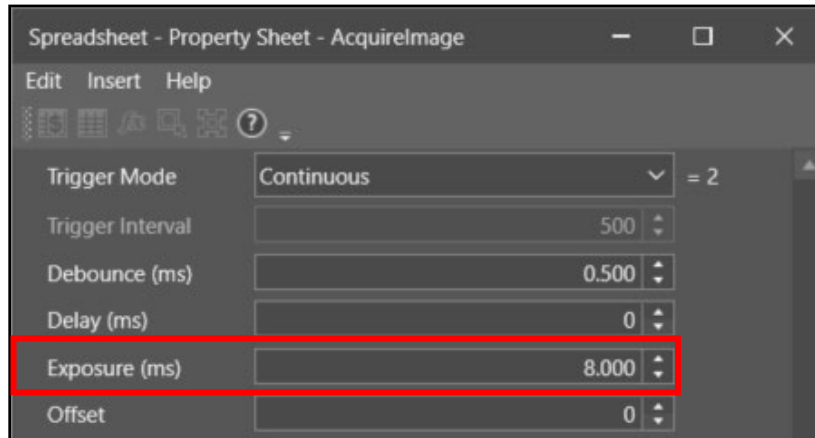 Spreadsheet - Property Sheet - AcquireImage
Edit Insert Help
Trigger Mode Continuous = 2
Trigger Interval 500
Debounce (ms) 0.500
Delay (ms) 0
Exposure (ms) 8.000
Offset 0